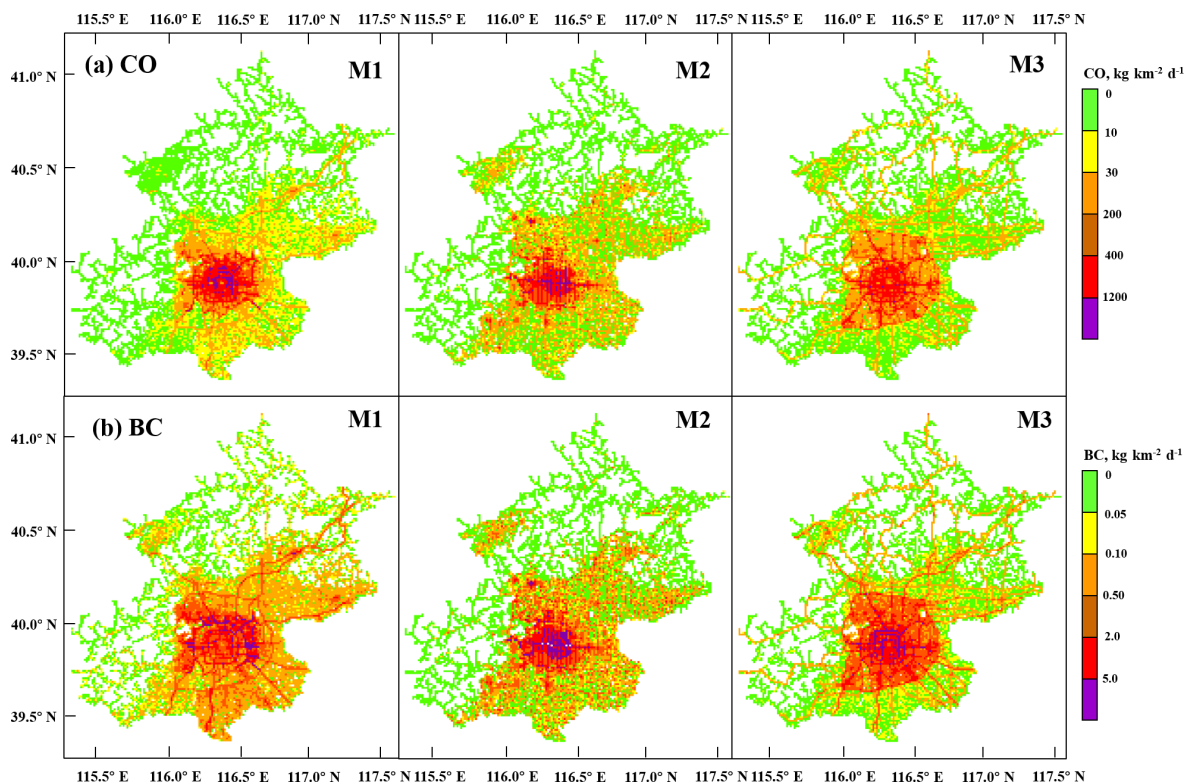 115.5° E 116.0° E 116.5° E 117.0° E 117.5° N 115.5° E 116.0° E 116.5° E 117.0° E 117.5° N 115.5° E 116.0° E 116.5° E 117.0° E 117.5° N
(a) CO M1 M2 M3
41.0° N
40.5° N
40.0° N
39.5° N
CO, kg km⁻² d⁻¹
0
10
30
200
400
1200
(b) BC M1 M2 M3
41.0° N
40.5° N
40.0° N
39.5° N
BC, kg km⁻² d⁻¹
0
0.05
0.10
0.50
2.0
5.0
115.5° E 116.0° E 116.5° E 117.0° E 117.5° N 115.5° E 116.0° E 116.5° E 117.0° E 117.5° N 115.5° E 116.0° E 116.5° E 117.0° E 117.5° N